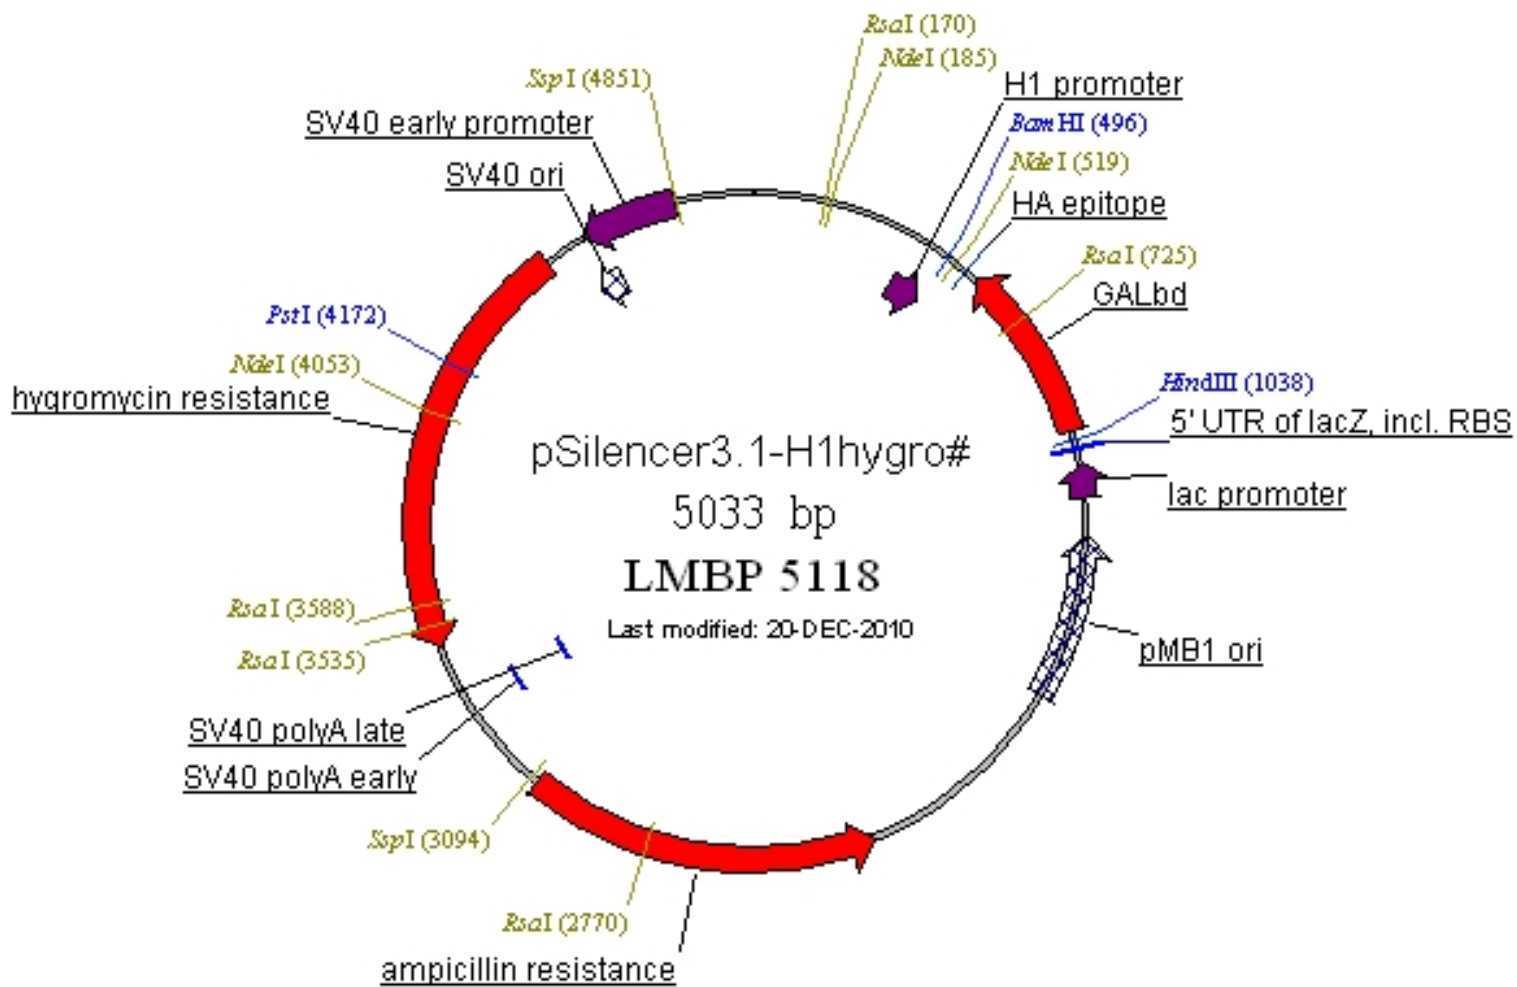 RsaI (170)
NdeI (185)
SspI (4851)
H1 promoter
SV40 early promoter
BamHI (496)
SV40 ori
NdeI (519)
HA epitope
RsaI (725)
GALbd
PstI (4172)
NdeI (4053)
HindIII (1038)
hygromycin resistance
5' UTR of lacZ, incl. RBS
pSilencer3.1-H1hygro#
lac promoter
5033 bp
LMBP 5118
RsaI (3588)
Last modified: 20-DEC-2010
RsaI (3535)
pMB1 ori
SV40 polyA late
SV40 polyA early
SspI (3094)
RsaI (2770)
ampicillin resistance